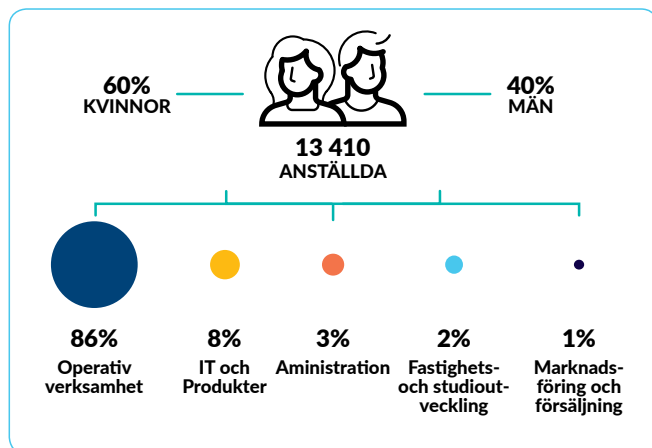 60%
KVINNOR
40%
MÄN
13 410
ANSTÄLLDA
86%
Operativ
verksamhet
8%
IT och
Produkter
3%
Aministration
2%
Fastighets-
och studiout-
veckling
1%
Marknads-
föring och
försäljning